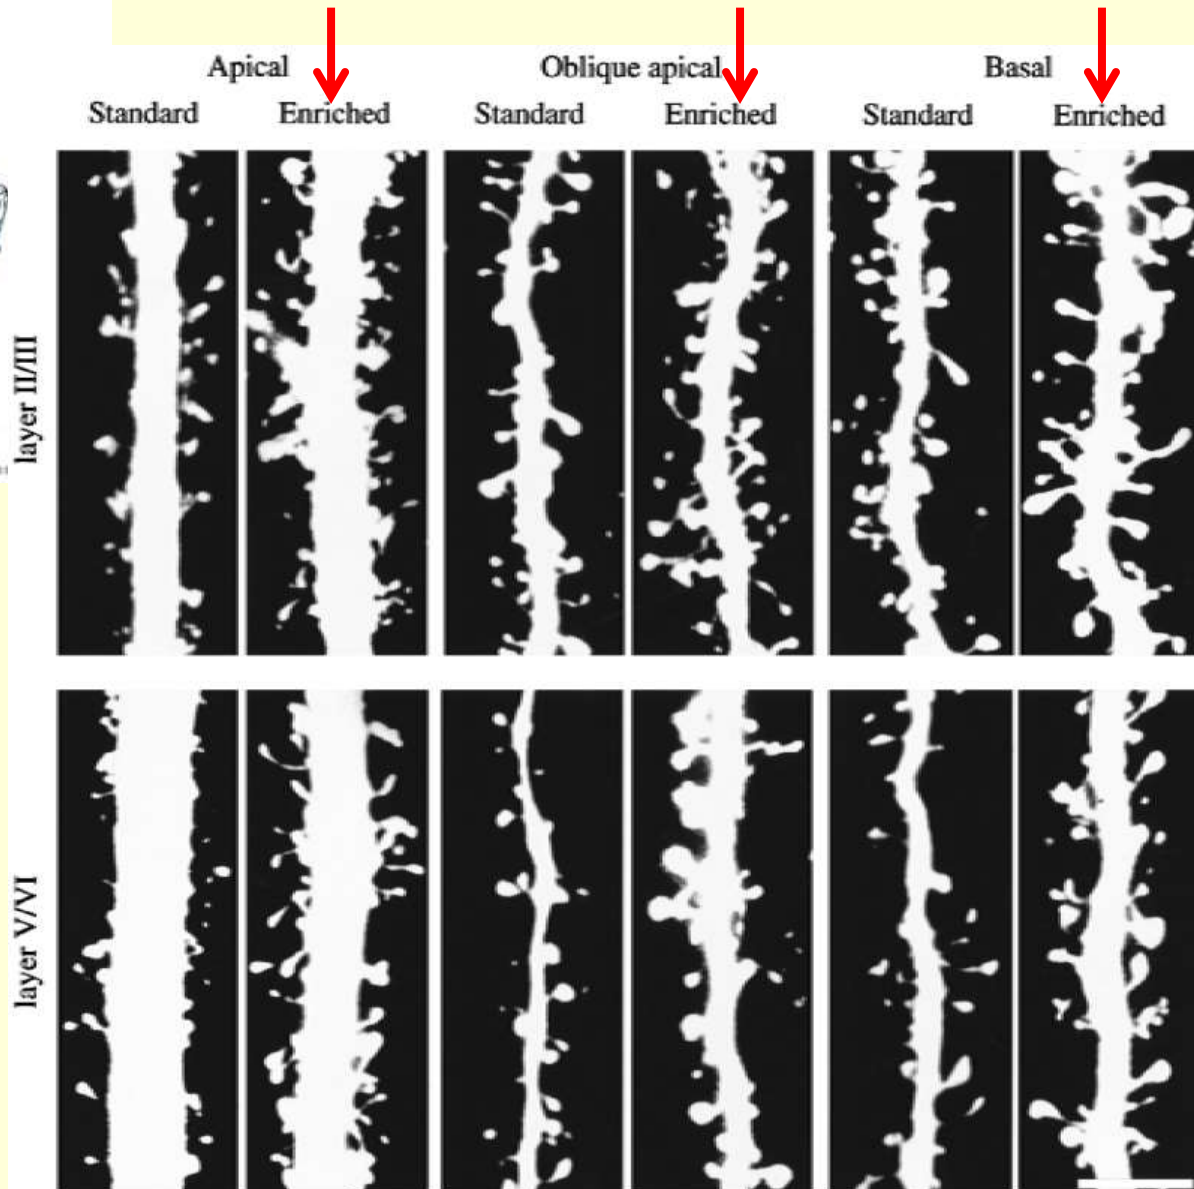 Apical Oblique apical Basal
Standard Enriched Standard Enriched Standard Enriched
layer II/III
layer V/VI